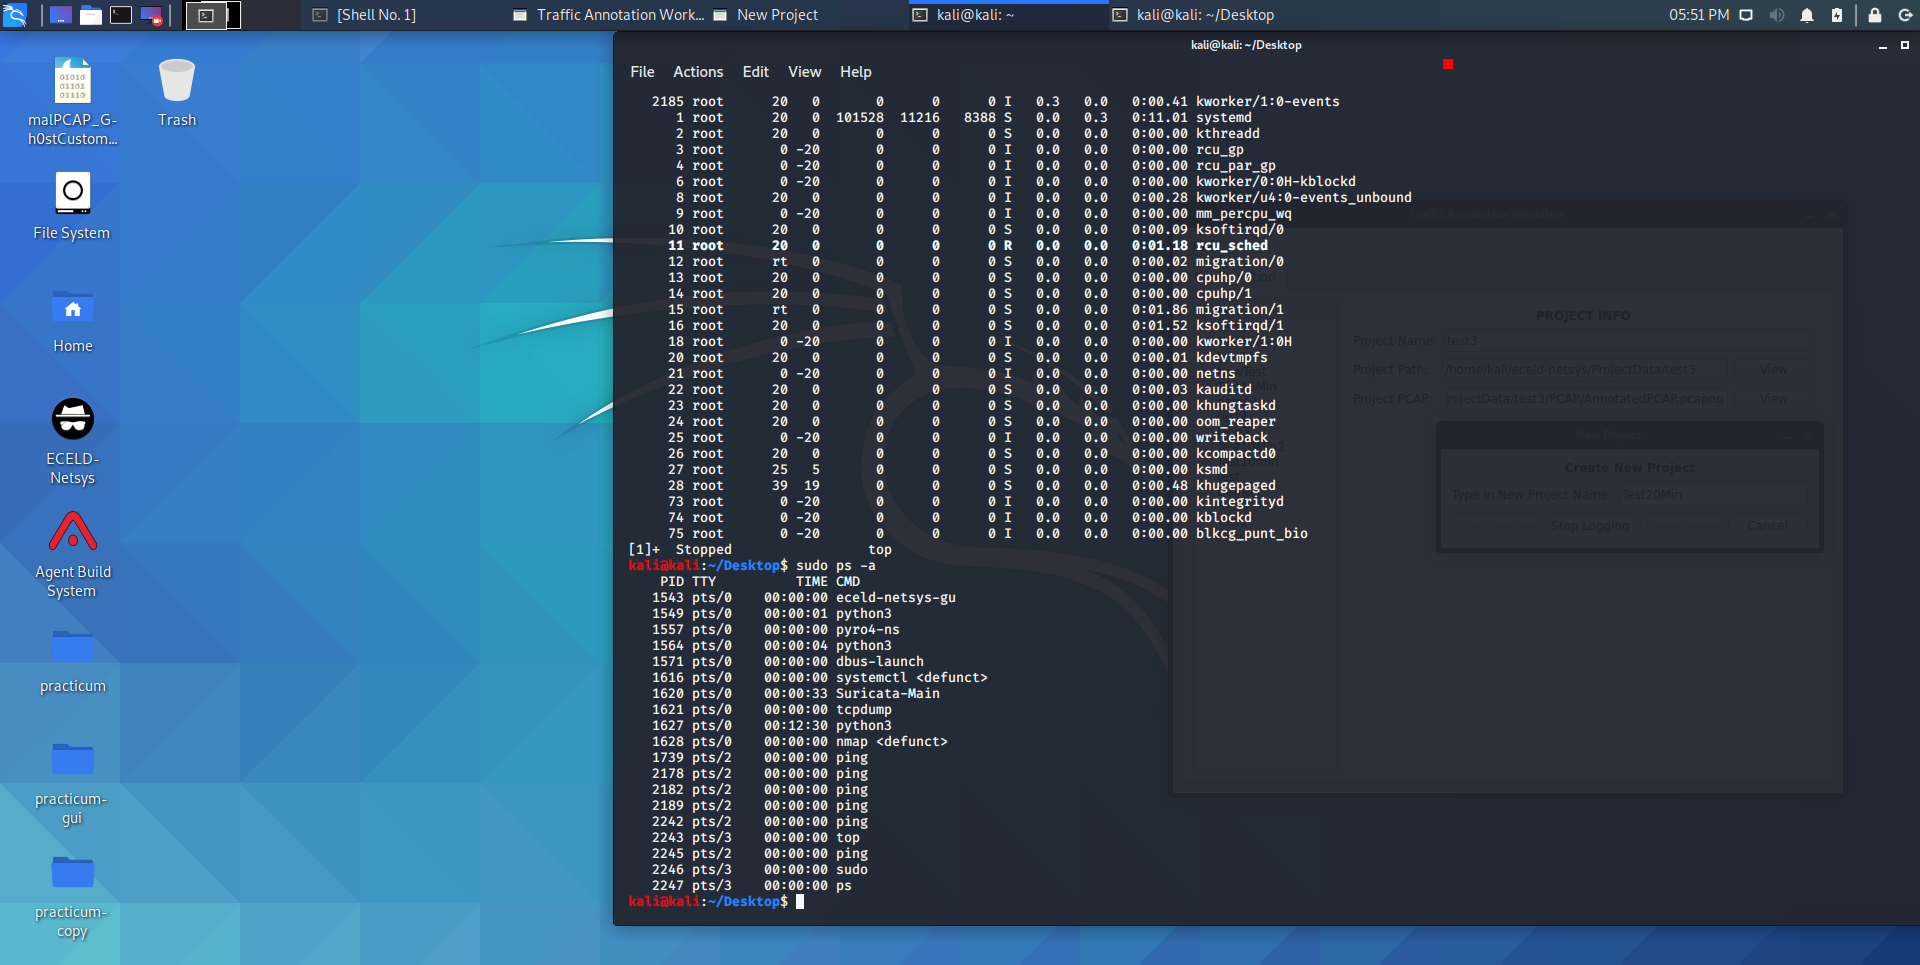 [Shell No. 1]
Traffic Annotation Work...
New Project
kali@kali: ~
kali@kali: ~/Desktop
05:51 PM
malPCAP_G-
h0stCustom...
Trash
File System
Home
ECELD-
Netsys
Agent Build
System
practicum
practicum-
gui
practicum-
copy
kali@kali: ~/Desktop
File Actions Edit View Help
2185 root 20 0 0 0 0 I 0.3 0.0 0:00.41 kworker/1:0-events
1 root 20 0 101528 11216 8388 S 0.0 0.3 0:11.01 systemd
2 root 20 0 0 0 0 S 0.0 0.0 0:00.00 kthreadd
3 root 0 -20 0 0 0 I 0.0 0.0 0:00.00 rcu_gp
4 root 0 -20 0 0 0 I 0.0 0.0 0:00.00 rcu_par_gp
6 root 0 -20 0 0 0 I 0.0 0.0 0:00.00 kworker/0:0H-kblockd
8 root 20 0 0 0 0 I 0.0 0.0 0:00.28 kworker/u4:0-events_unbound
9 root 0 -20 0 0 0 I 0.0 0.0 0:00.00 mm_percpu_wq
10 root 20 0 0 0 0 S 0.0 0.0 0:00.09 ksoftirqd/0
11 root 20 0 0 0 0 R 0.0 0.0 0:01.18 rcu_sched
12 root rt 0 0 0 0 S 0.0 0.0 0:00.02 migration/0
13 root 20 0 0 0 0 S 0.0 0.0 0:00.00 cpuhp/0
14 root 20 0 0 0 0 S 0.0 0.0 0:00.00 cpuhp/1
15 root rt 0 0 0 0 S 0.0 0.0 0:01.86 migration/1
16 root 20 0 0 0 0 S 0.0 0.0 0:01.52 ksoftirqd/1
18 root 0 -20 0 0 0 I 0.0 0.0 0:00.00 kworker/1:0H
20 root 20 0 0 0 0 S 0.0 0.0 0:00.01 kdevtmpfs
21 root 0 -20 0 0 0 I 0.0 0.0 0:00.00 netns
22 root 20 0 0 0 0 S 0.0 0.0 0:00.03 kauditd
23 root 20 0 0 0 0 S 0.0 0.0 0:00.00 khungtaskd
24 root 20 0 0 0 0 S 0.0 0.0 0:00.00 oom_reaper
25 root 0 -20 0 0 0 I 0.0 0.0 0:00.00 writeback
26 root 20 0 0 0 0 S 0.0 0.0 0:00.00 kcompactd0
27 root 25 5 0 0 0 S 0.0 0.0 0:00.00 ksmd
28 root 39 19 0 0 0 S 0.0 0.0 0:00.48 khugepaged
73 root 0 -20 0 0 0 I 0.0 0.0 0:00.00 kintegrityd
74 root 0 -20 0 0 0 I 0.0 0.0 0:00.00 kblockd
75 root 0 -20 0 0 0 I 0.0 0.0 0:00.00 blkcg_punt_bio
[1]+ Stopped top
kali@kali:~/Desktop$ sudo ps -a
PID TTY TIME CMD
1543 pts/0 00:00:00 eceld-netsys-gu
1549 pts/0 00:00:01 python3
1557 pts/0 00:00:00 pyro4-ns
1564 pts/0 00:00:04 python3
1571 pts/0 00:00:00 dbus-launch
1616 pts/0 00:00:00 systemctl <defunct>
1620 pts/0 00:00:33 Suricata-Main
1621 pts/0 00:00:00 tcpdump
1627 pts/0 00:12:30 python3
1628 pts/0 00:00:00 nmap <defunct>
1739 pts/2 00:00:00 ping
2178 pts/2 00:00:00 ping
2182 pts/2 00:00:00 ping
2189 pts/2 00:00:00 ping
2242 pts/2 00:00:00 ping
2243 pts/3 00:00:00 top
2245 pts/2 00:00:00 ping
2246 pts/3 00:00:00 sudo
2247 pts/3 00:00:00 ps
kali@kali:~/Desktop$
PROJECT INFO
Project Name: test3
Project Path: /home/kali/eceld-netsys/ProjectData/test3 View
Project PCAP: rojectData/test3/PCAP/AnnotatedPCAP.pcapng View
New Project
Create New Project
Type in New Project Name: Test20Min
Stop Logging Cancel